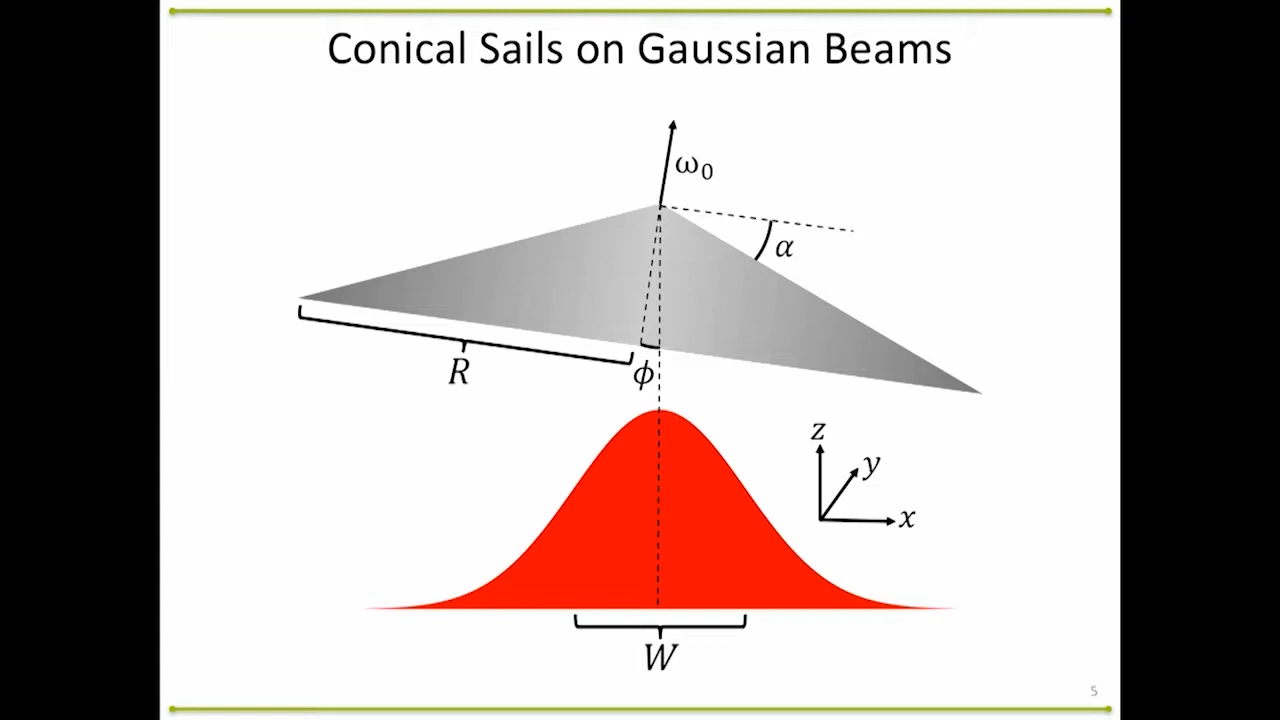 Conical Sails on Gaussian Beams
ω₀
α
R
ϕ
z
y
x
W
5